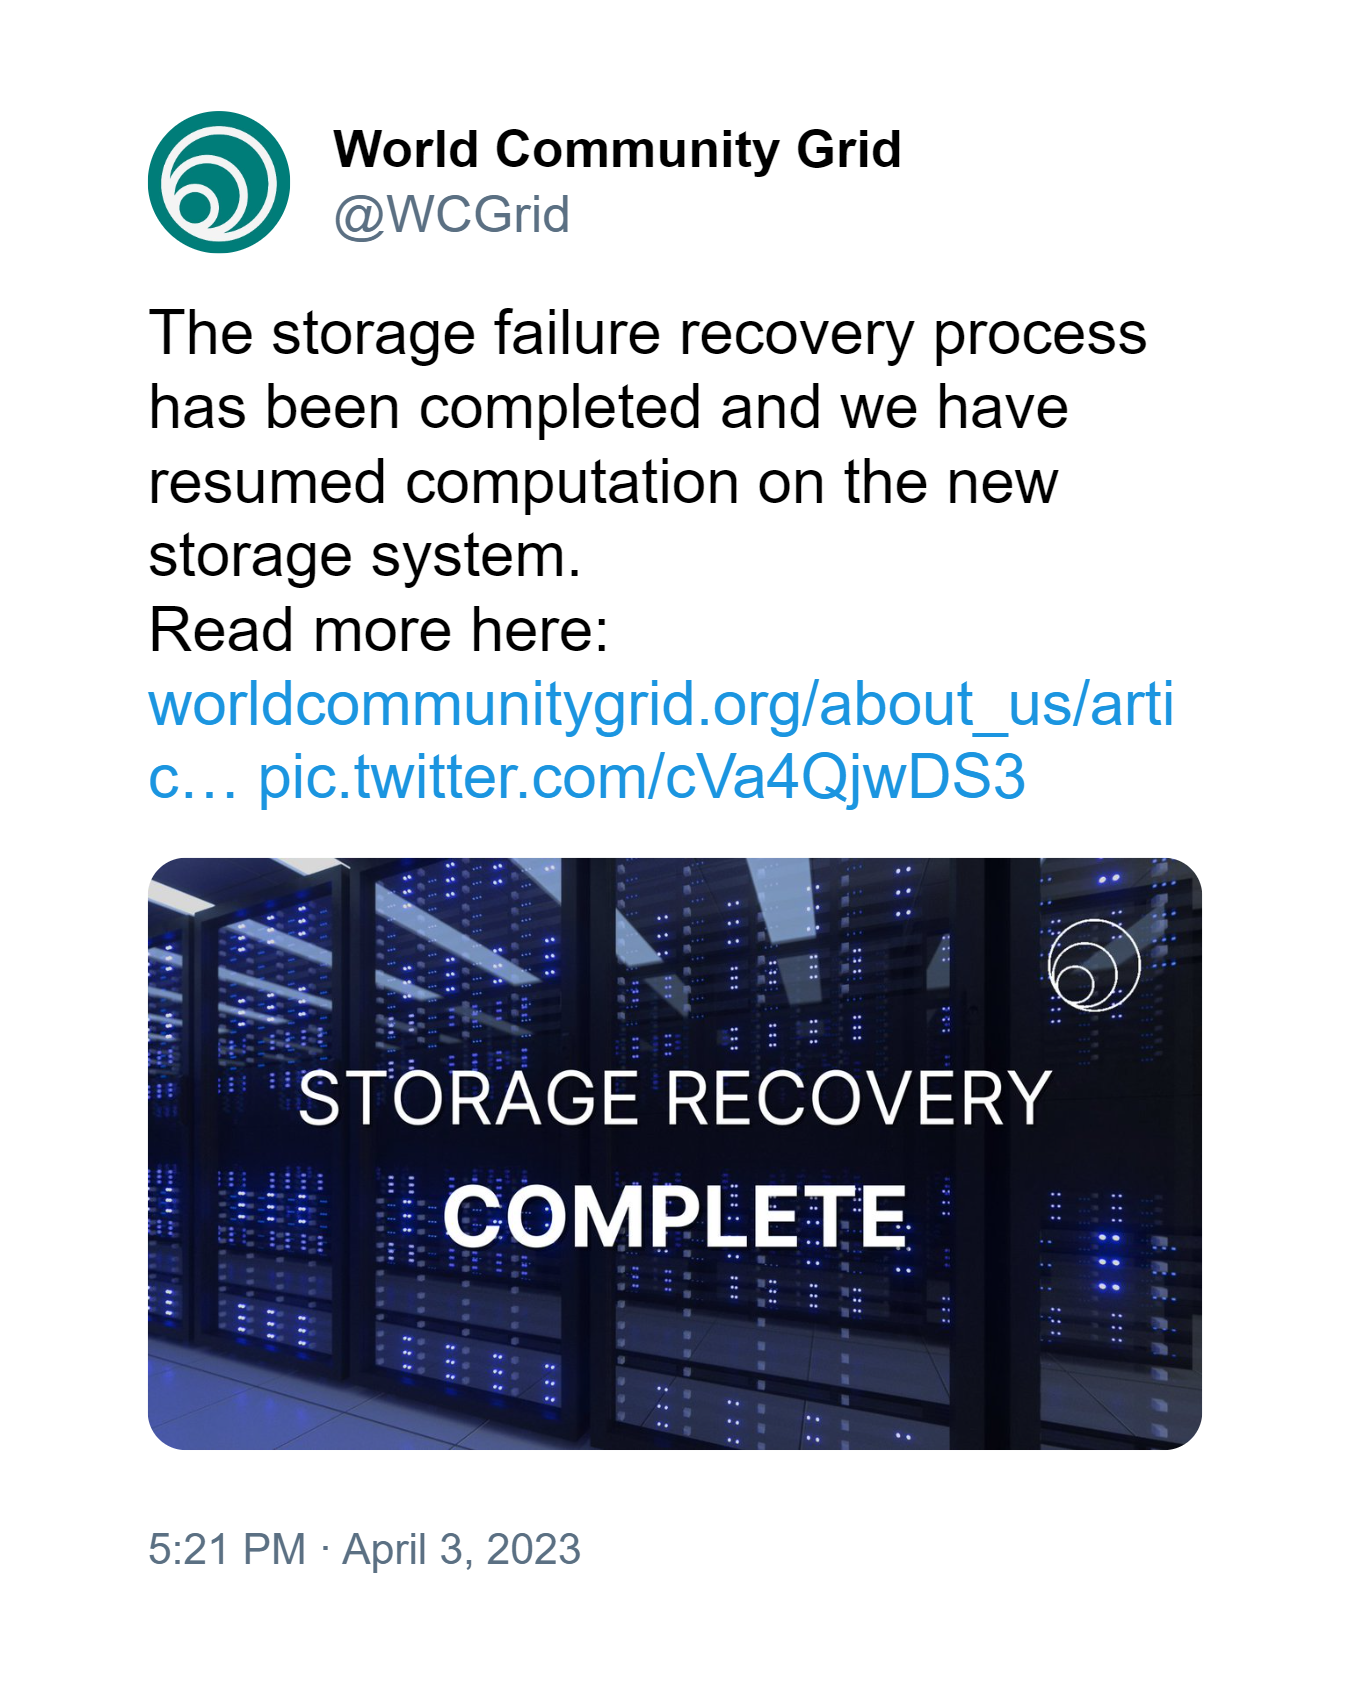 World Community Grid
@WCGrid
The storage failure recovery process
has been completed and we have
resumed computation on the new
storage system.
Read more here:
worldcommunitygrid.org/about_us/arti
c… pic.twitter.com/cVa4QjwDS3
STORAGE RECOVERY
COMPLETE
5:21 PM · April 3, 2023